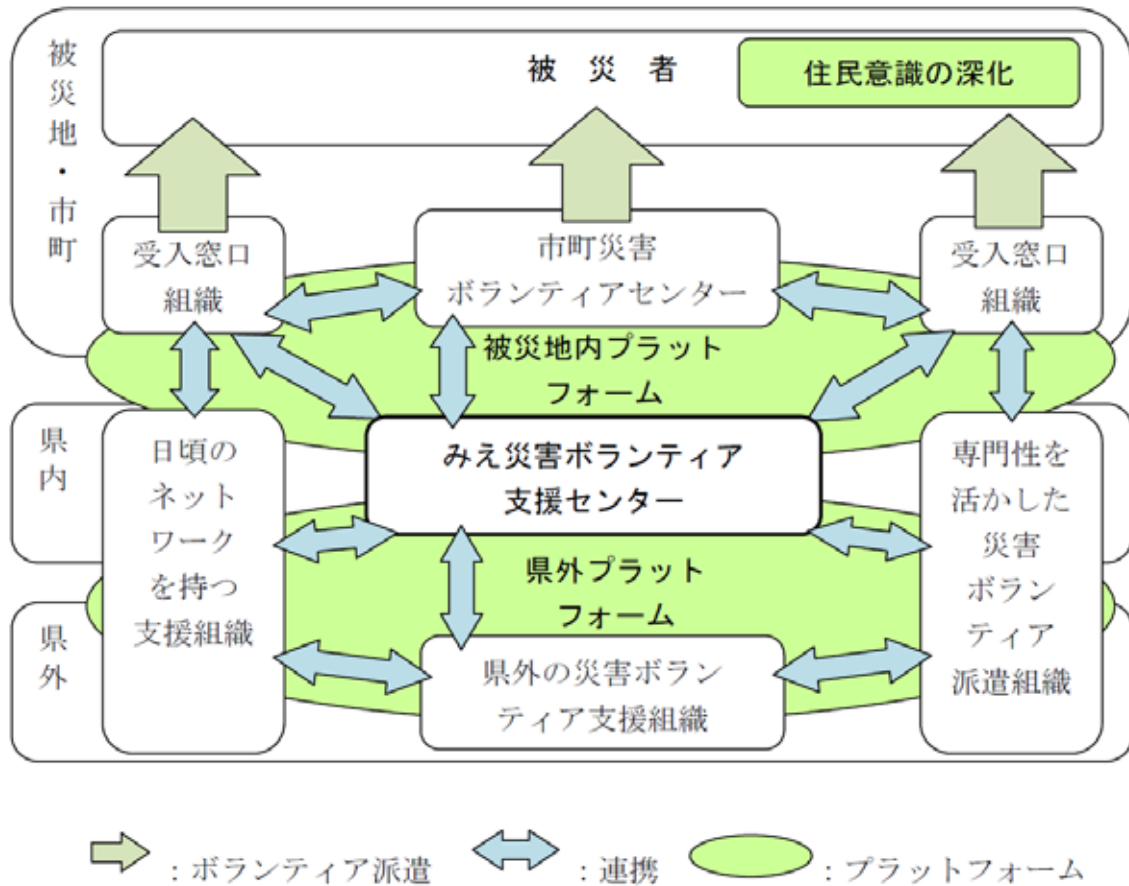 被災地・市町
被 災 者
住民意識の深化
受入窓口
組織
市町災害
ボランティアセンター
受入窓口
組織
被災地内プラット
フォーム
県内
みえ災害ボランティア
支援センター
日頃の
ネット
ワーク
を持つ
支援組織
専門性を
活かした
災害
ボラン
ティア
派遣組織
県外プラット
フォーム
県外
県外の災害ボラン
ティア支援組織
：ボランティア派遣
：連携
：プラットフォーム